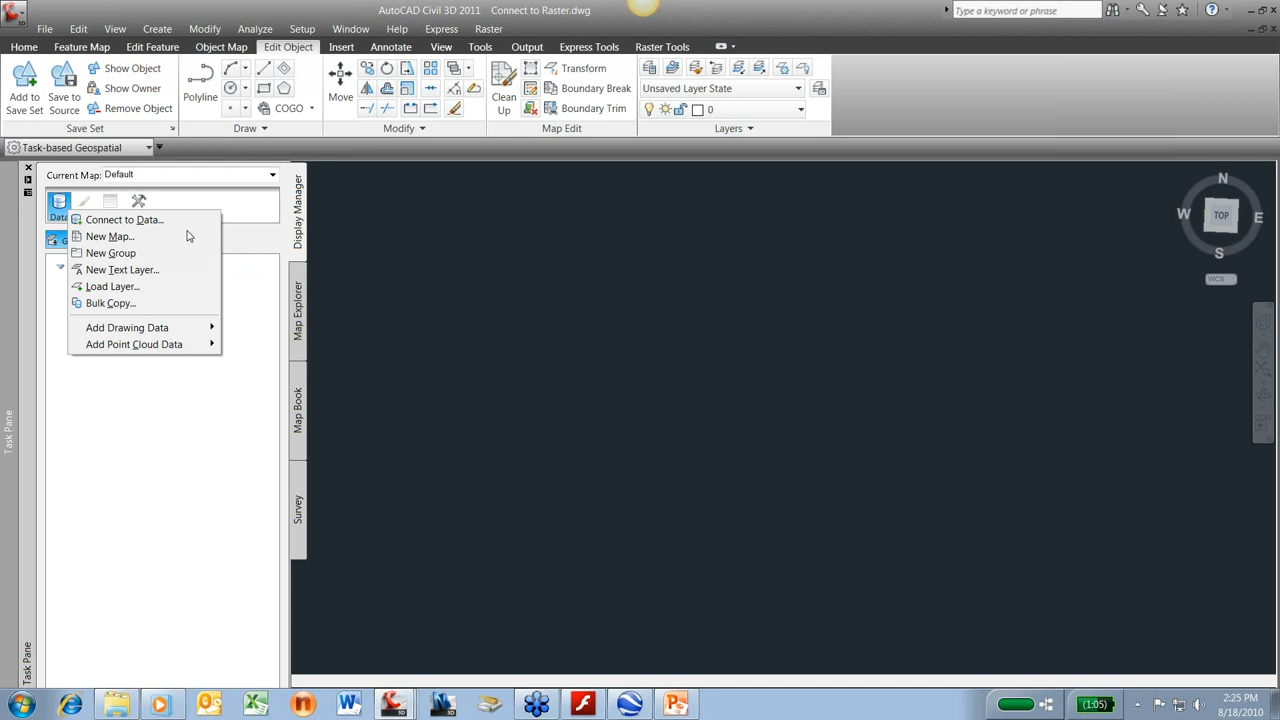 AutoCAD Civil 3D 2011 Connect to Raster.dwg
Type a keyword or phrase
File Edit View Insert General Create Raster Modify Analyze Setup Window Help Express Raster
Home Feature Map Edit Feature Object Map Edit Object Insert Annotate View Tools Output Express Tools Raster Tools
Add to Save Set
Save to Source
Show Object
Show Owner
Remove Object
Save Set
Polyline
COGO
Draw
Move
Modify
Clean Up
Transform
Boundary Break
Boundary Trim
Map Edit
Unsaved Layer State
0
Layers
Task-based Geospatial
Current Map: Default
Data
G
Connect to Data...
New Map...
New Group
New Text Layer...
Load Layer...
Bulk Copy...
Add Drawing Data
Add Point Cloud Data
Display Manager
Map Explorer
Map Book
Survey
Task Pane
Task Pane
N
W
TOP
E
S
WCS
(1:05)
2:25 PM
8/18/2010